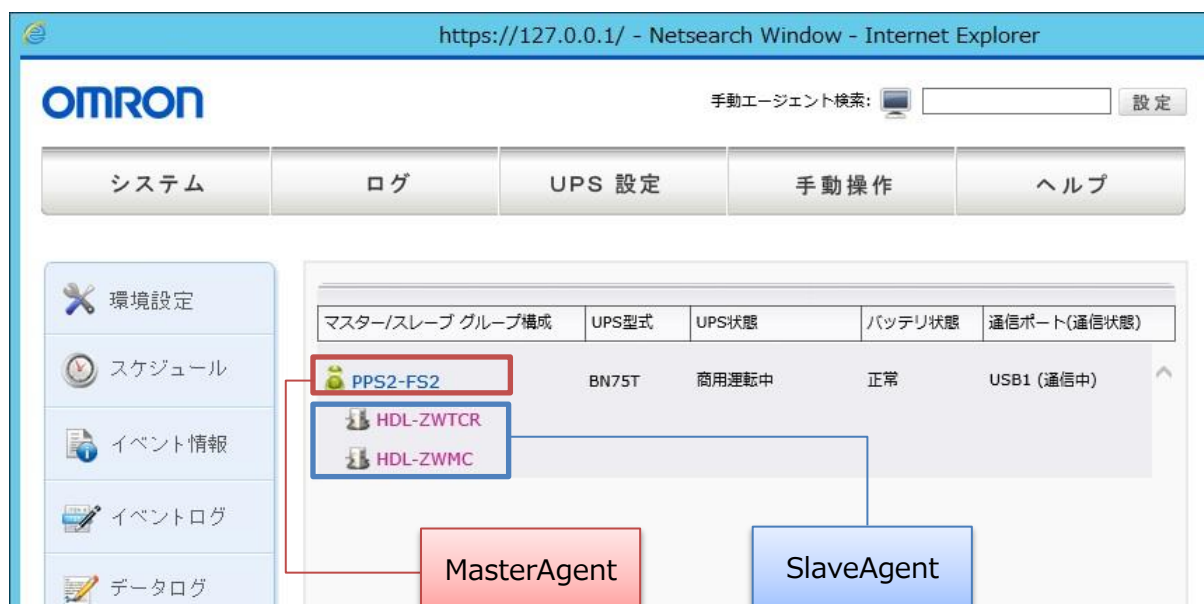 https://127.0.0.1/ - Netsearch Window - Internet Explorer
OMRON
手動エージェント検索:
設定
システム
ログ
UPS 設定
手動操作
ヘルプ
環境設定
スケジュール
イベント情報
イベントログ
データログ
マスター/スレーブ グループ構成
UPS型式
UPS状態
バッテリ状態
通信ポート(通信状態)
PPS2-FS2
BN75T
商用運転中
正常
USB1 (通信中)
HDL-ZWTCR
HDL-ZWMC
MasterAgent
SlaveAgent